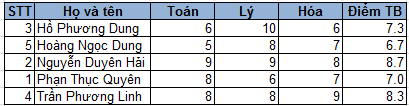 STT Họ và tên Toán Lý Hóa Điểm TB
3 Hồ Phương Dung 6 10 6 7.3
5 Hoàng Ngọc Dung 5 8 7 6.7
2 Nguyễn Duyên Hải 9 9 8 8.7
1 Phạn Thục Quyên 8 6 7 7.0
4 Trần Phương Linh 8 8 9 8.3